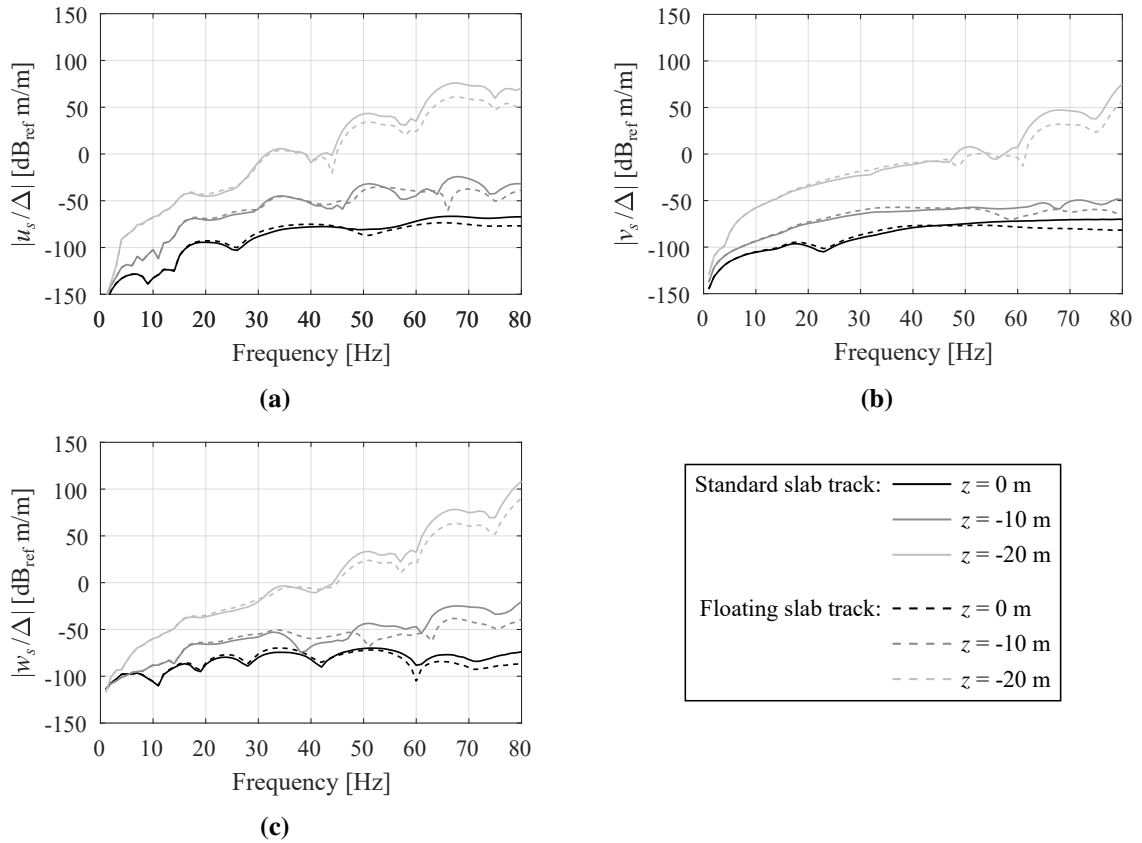 150
100
50
0
-50
-100
-150
|u_s/Δ| [dB_ref m/m]
0 10 20 30 40 50 60 70 80
Frequency [Hz]
(a)
150
100
50
0
-50
-100
-150
|v_s/Δ| [dB_ref m/m]
0 10 20 30 40 50 60 70 80
Frequency [Hz]
(b)
150
100
50
0
-50
-100
-150
|w_s/Δ| [dB_ref m/m]
0 10 20 30 40 50 60 70 80
Frequency [Hz]
(c)
Standard slab track: z = 0 m
z = -10 m
z = -20 m
Floating slab track: z = 0 m
z = -10 m
z = -20 m